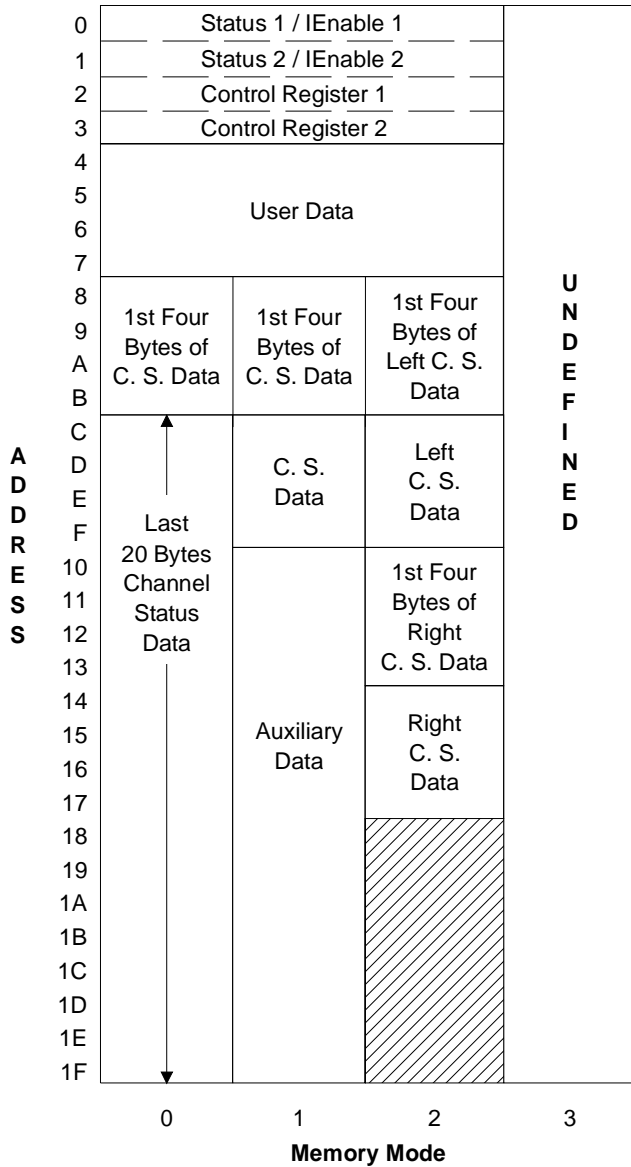 0
Status 1 / IEnable 1
1
Status 2 / IEnable 2
2
Control Register 1
3
Control Register 2
4
5
6
7
User Data
8
9
A
B
1st Four
Bytes of
C. S. Data
1st Four
Bytes of
C. S. Data
1st Four
Bytes of
Left C. S.
Data
C
D
E
F
C. S.
Data
Left
C. S.
Data
Last
20 Bytes
Channel
Status
Data
10
11
12
13
1st Four
Bytes of
Right
C. S. Data
14
15
16
17
Auxiliary
Data
Right
C. S.
Data
18
19
1A
1B
1C
1D
1E
1F
UNDEFINED
ADDRESS
0 1 2 3
Memory Mode